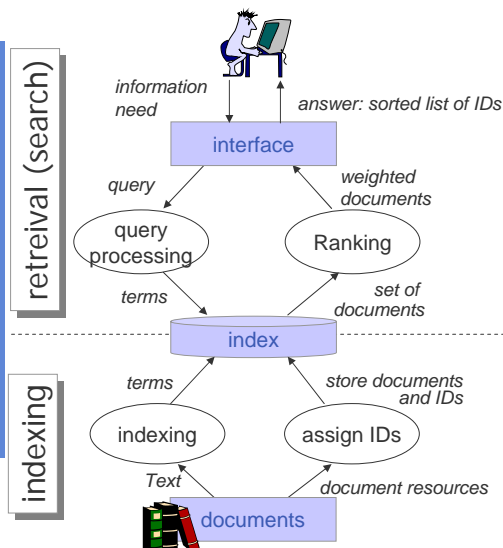 retreival (search)
information
need
answer: sorted list of IDs
interface
query
weighted
documents
query
processing
Ranking
terms
set of
documents
index
indexing
terms
store documents
and IDs
indexing
assign IDs
Text
document resources
documents